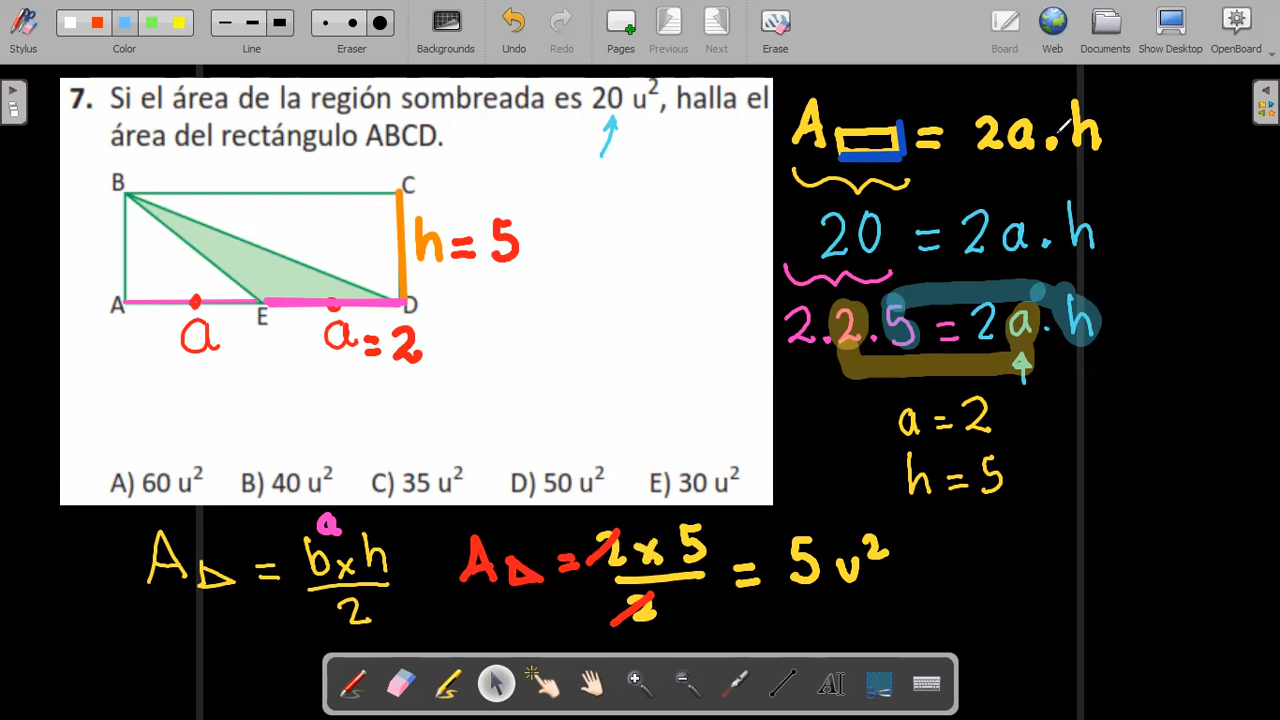 Stylus
Color
Line
Eraser
Backgrounds
Undo
Redo
Pages
Previous
Next
Erase
Board
Web
Documents
Show Desktop
OpenBoard
7. Si el área de la región sombreada es 20 u², halla el
área del rectángulo ABCD.
B
C
h = 5
A
E
D
a
a = 2
A) 60 u² B) 40 u² C) 35 u² D) 50 u² E) 30 u²
A▭ = 2a.h
20 = 2a.h
2.2.5 = 2a.h
a = 2
h = 5
a
A▷ = b x h / 2
A▷ = 2 x 5 / 2 = 5 u²
AI